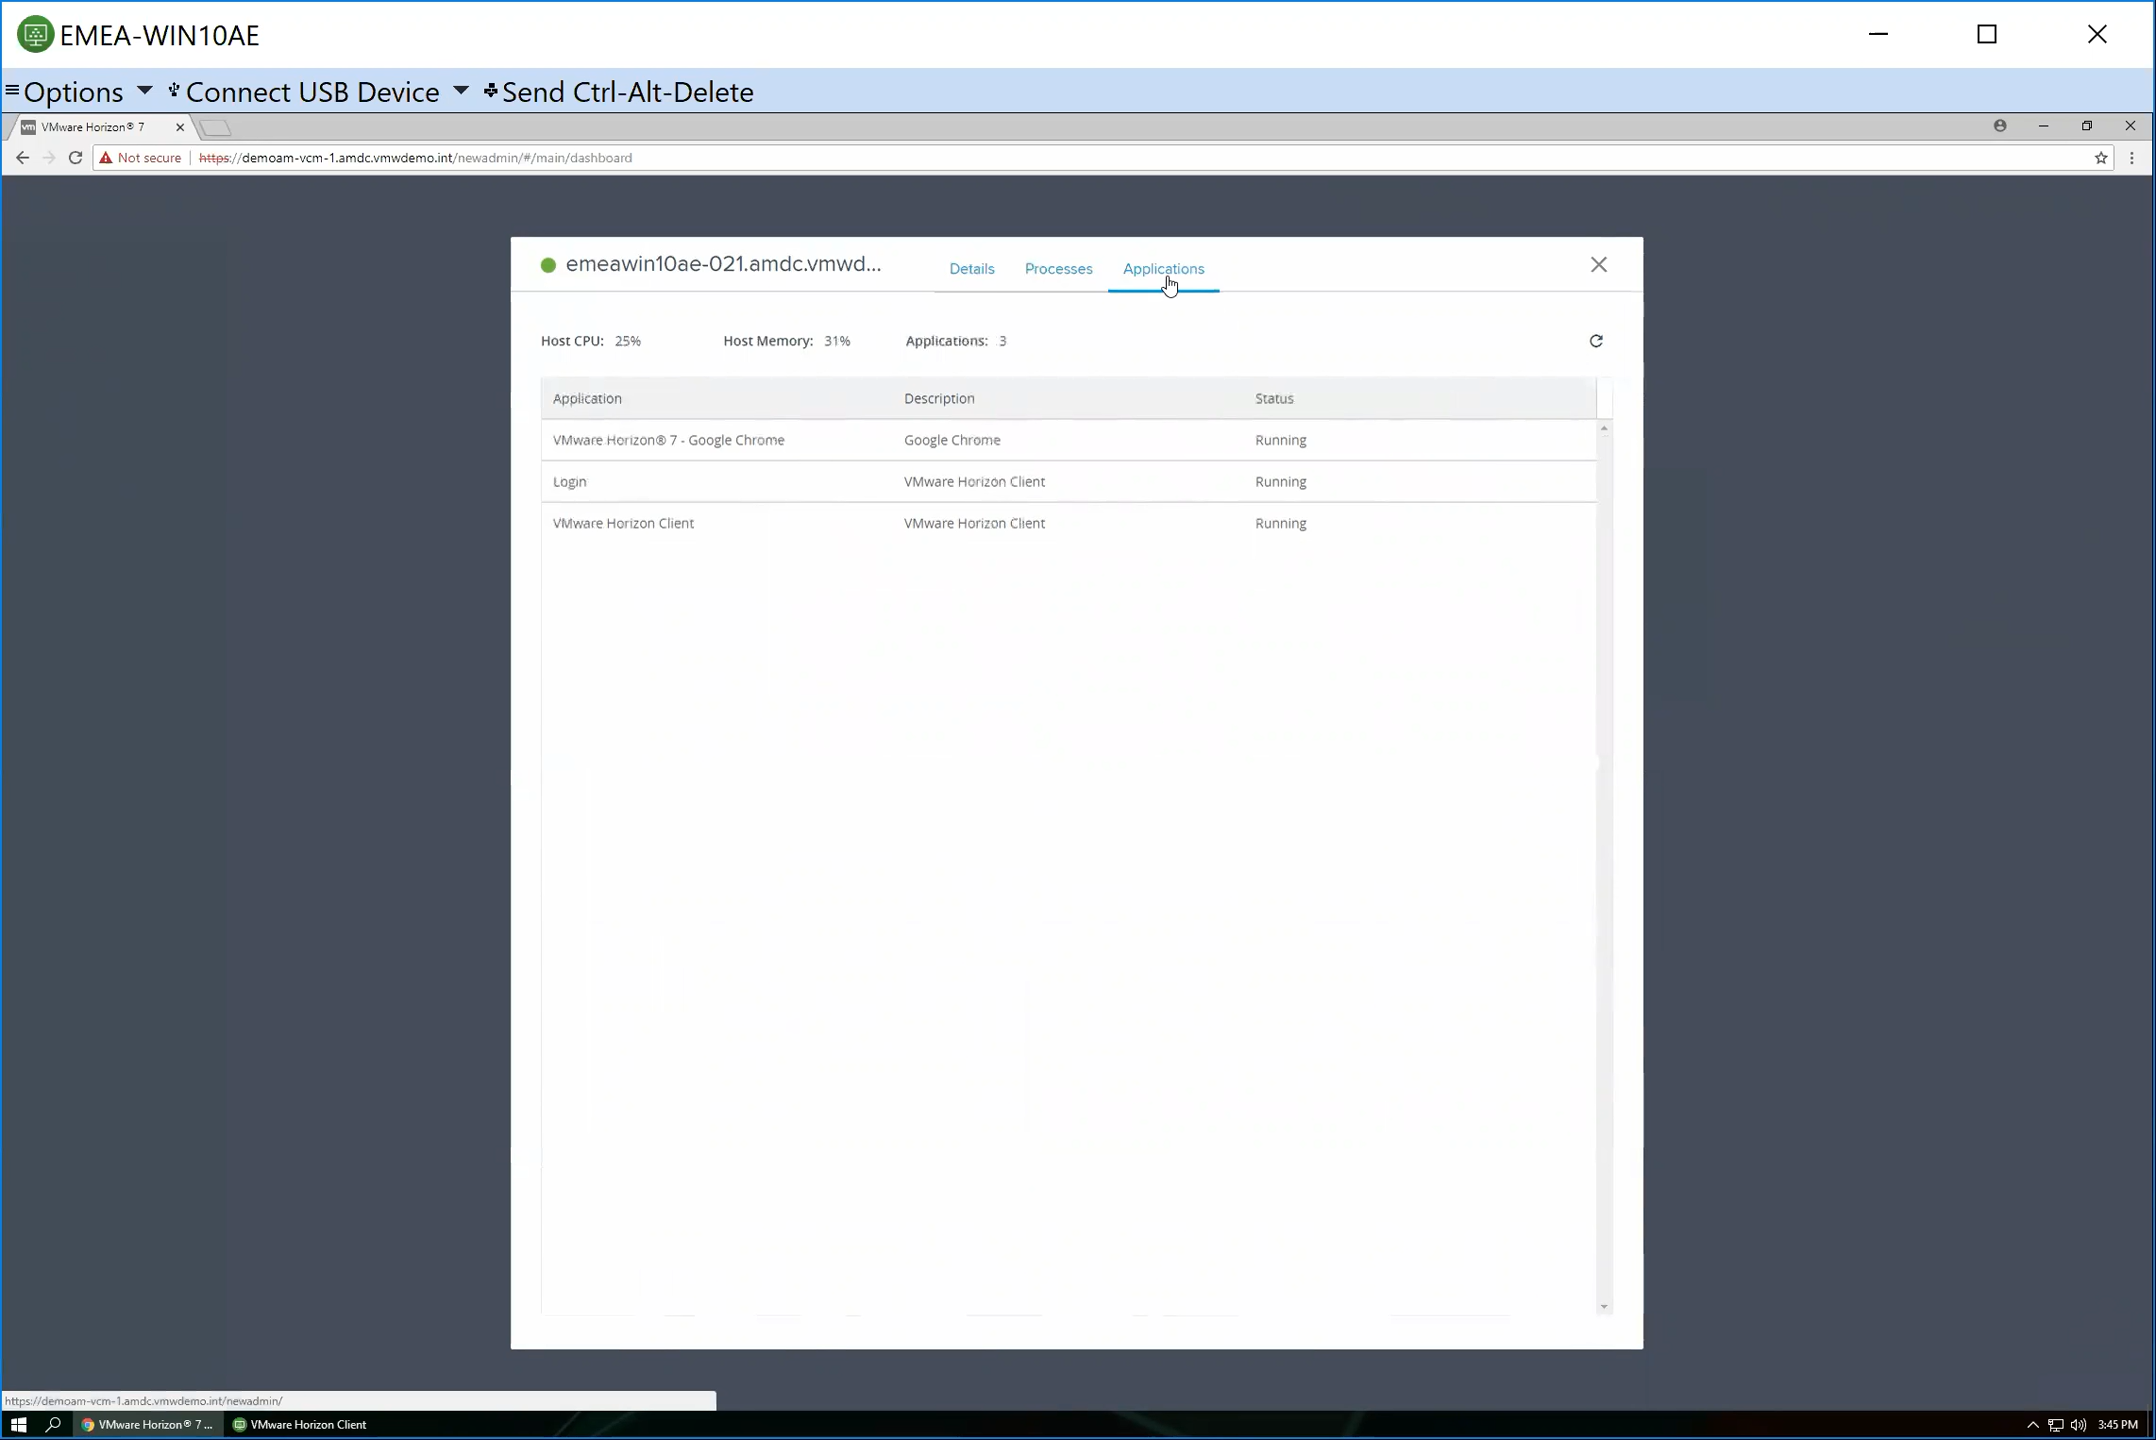 EMEA-WIN10AE
Options Connect USB Device Send Ctrl-Alt-Delete
vm VMware Horizon® 7
Not secure https://demoam-vcm-1.amdc.vmwdemo.int/newadmin/#/main/dashboard
emeawin10ae-021.amdc.vmwd... Details Processes Applications
Host CPU: 25% Host Memory: 31% Applications: 3
Application Description Status
VMware Horizon® 7 - Google Chrome Google Chrome Running
Login VMware Horizon Client Running
VMware Horizon Client VMware Horizon Client Running
https://demoam-vcm-1.amdc.vmwdemo.int/newadmin/
VMware Horizon® 7 ... VMware Horizon Client 3:45 PM